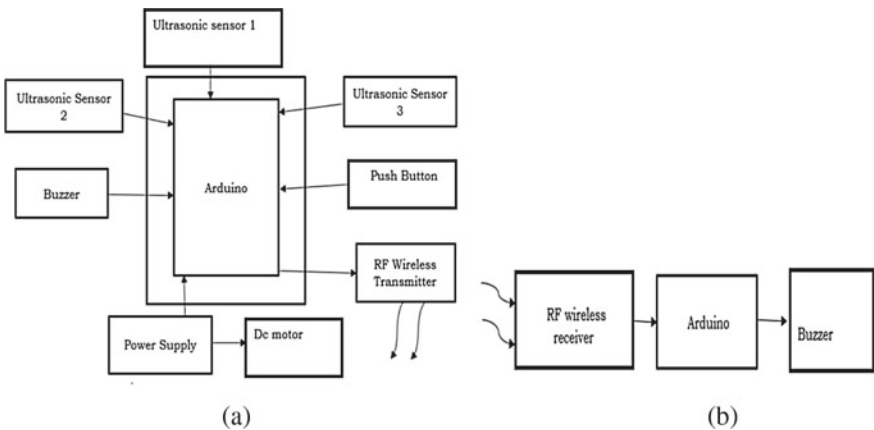 Ultrasonic sensor 1
Ultrasonic Sensor
2
Ultrasonic Sensor
3
Buzzer
Arduino
Push Button
RF Wireless
Transmitter
Power Supply
Dc motor
(a)
RF wireless
receiver
Arduino
Buzzer
(b)